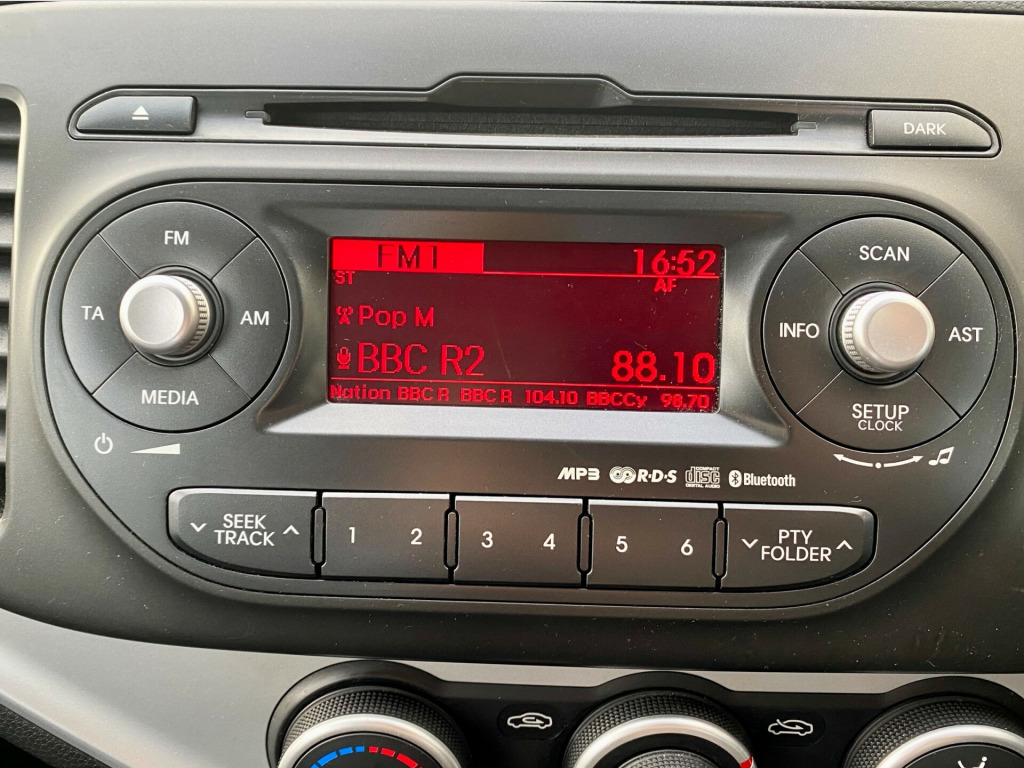 DARK
FM
TA
AM
MEDIA
FM1 16:52
ST AF
Pop M
BBC R2 88.10
Nation BBC R BBC R 104.10 BBCCy 98.70
SCAN
INFO
AST
SETUP
CLOCK
MP3 R·D·S COMPACT disc DIGITAL AUDIO Bluetooth
SEEK
TRACK
1 2 3 4 5 6
PTY
FOLDER